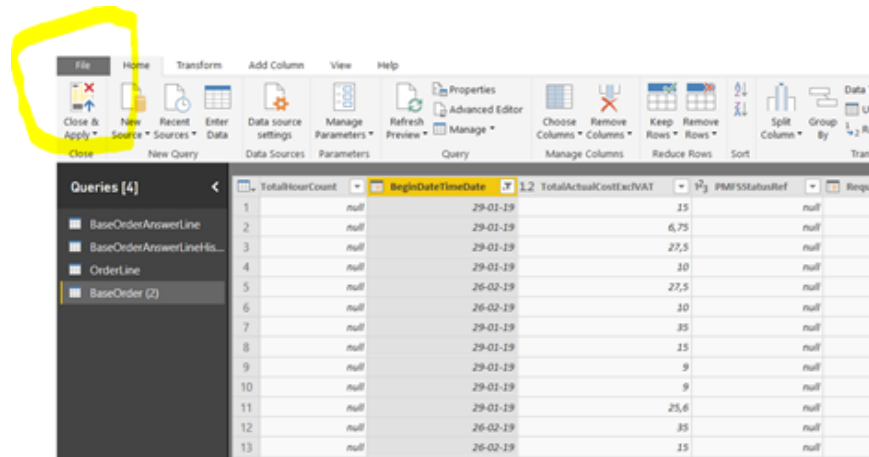 File Home Transform Add Column View Help
Close & Apply
New Source
Recent Sources
Enter Data
Data source settings
Manage Parameters
Refresh Preview
Properties
Advanced Editor
Manage
Choose Columns
Remove Columns
Keep Rows
Remove Rows
Split Column
Group By
Data
Close New Query Data Sources Parameters Query Manage Columns Reduce Rows Sort
Queries [4]
BaseOrderAnswerLine
BaseOrderAnswerLineHis...
OrderLine
BaseOrder (2)
TotalHourCount BeginDateTimeDate 1.2 TotalActualCostExclVAT 123 PMFSStatusRef
1 null 29-01-19 15 null
2 null 29-01-19 6,75 null
3 null 29-01-19 27,5 null
4 null 29-01-19 10 null
5 null 26-02-19 27,5 null
6 null 26-02-19 10 null
7 null 29-01-19 35 null
8 null 29-01-19 15 null
9 null 29-01-19 9 null
10 null 29-01-19 9 null
11 null 29-01-19 25,6 null
12 null 26-02-19 35 null
13 null 26-02-19 15 null